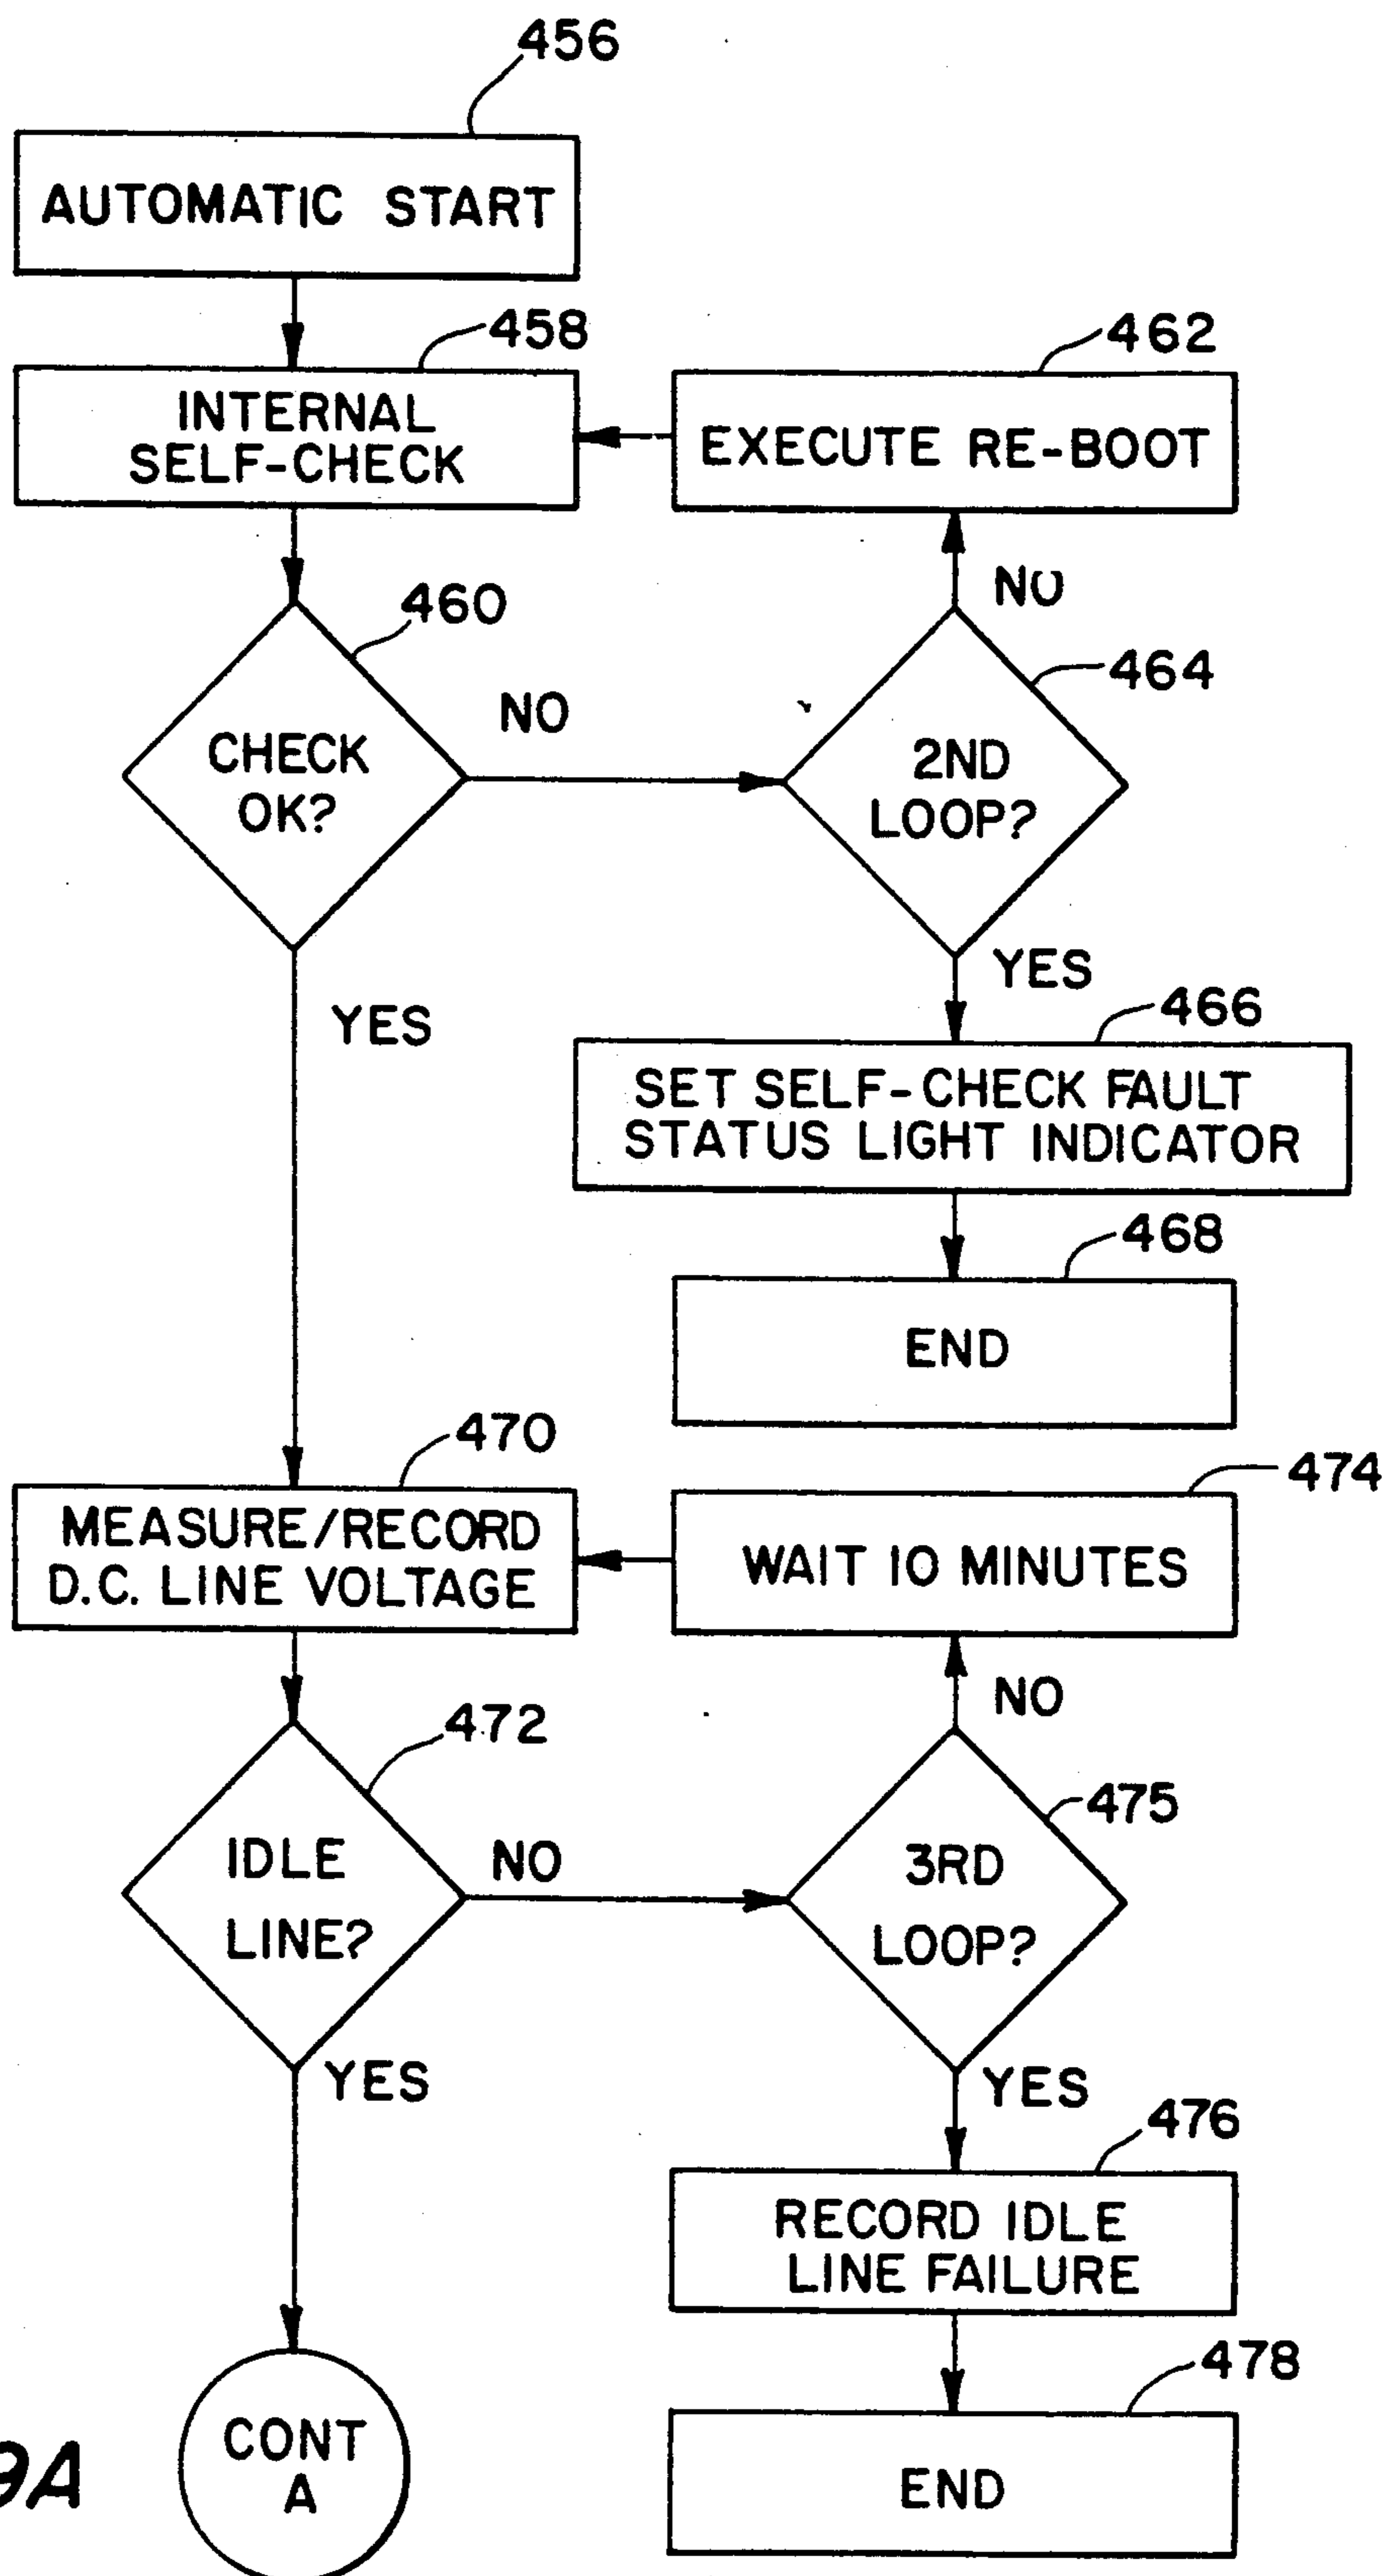 456
AUTOMATIC START
458
INTERNAL
SELF-CHECK
462
EXECUTE RE-BOOT
NO
460
CHECK
OK?
NO
464
2ND
LOOP?
YES
YES
466
SET SELF-CHECK FAULT
STATUS LIGHT INDICATOR
468
END
470
MEASURE/RECORD
D.C. LINE VOLTAGE
474
WAIT 10 MINUTES
NO
472
IDLE
LINE?
NO
475
3RD
LOOP?
YES
YES
476
RECORD IDLE
LINE FAILURE
478
END
CONT
A
9A